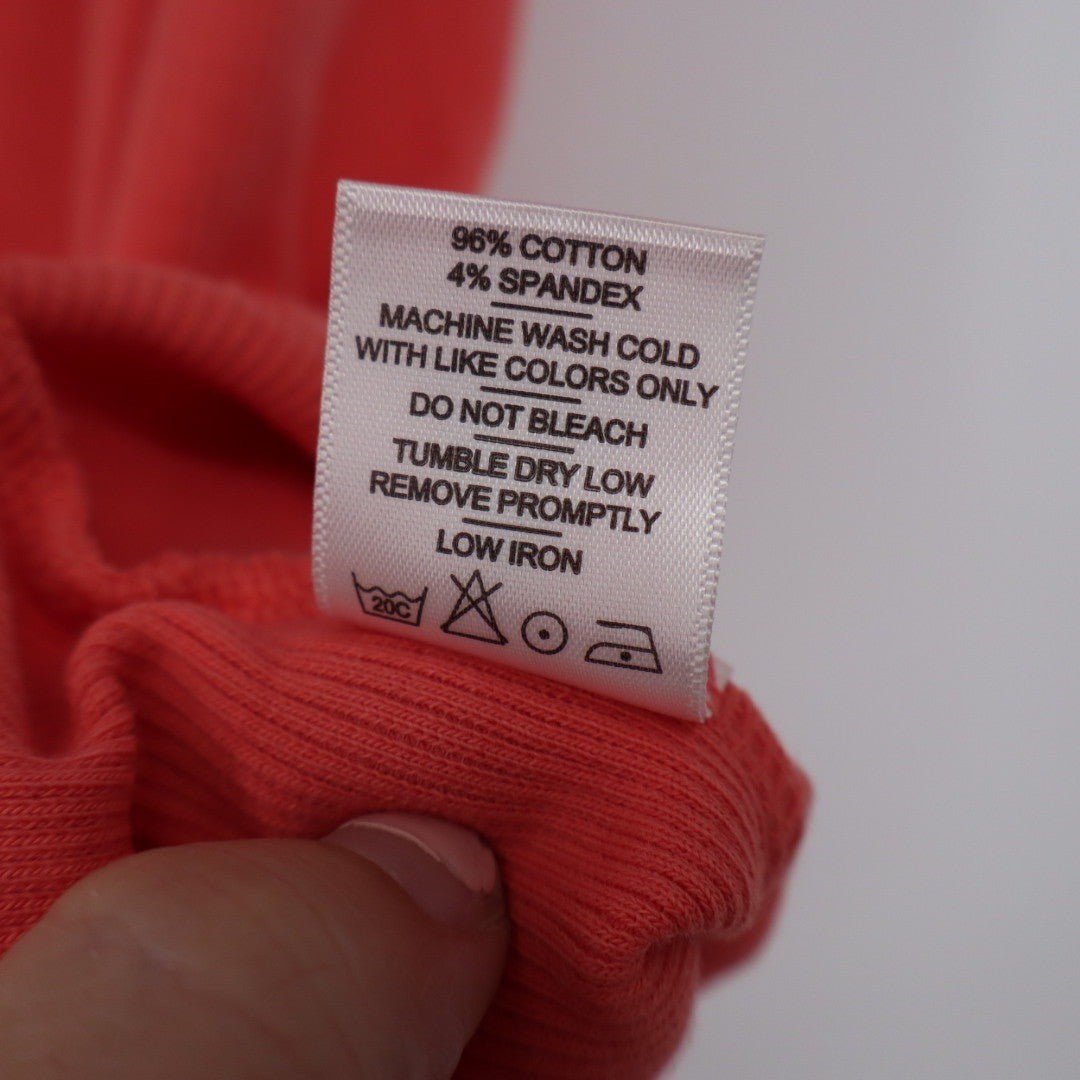 96% COTTON
4% SPANDEX
MACHINE WASH COLD
WITH LIKE COLORS ONLY
DO NOT BLEACH
TUMBLE DRY LOW
REMOVE PROMPTLY
LOW IRON
20C